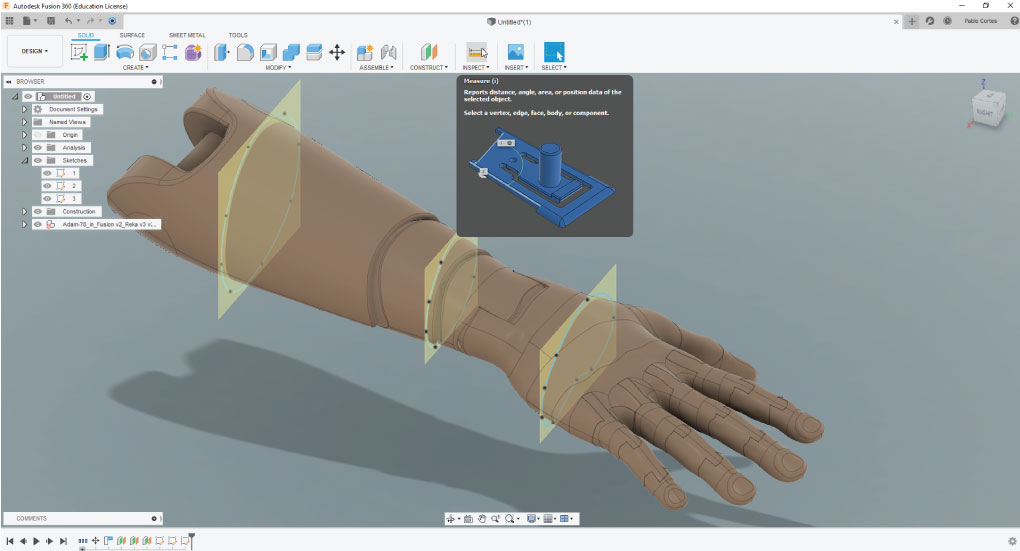 Autodesk Fusion 360 (Education License)
Untitled*(1)
Pablo Cortes
SOLID SURFACE SHEET METAL TOOLS
DESIGN
CREATE MODIFY ASSEMBLE CONSTRUCT INSPECT INSERT SELECT
BROWSER
Untitled
Document Settings
Named Views
Origin
Analysis
Sketches
1
2
3
Construction
Adam-78_in_Fusion v2_Reka v3 vi...
Measure (i)
Reports distance, angle, area, or position data of the
selected object.
Select a vertex, edge, face, body, or component.
Z
RIGHT
X
COMMENTS